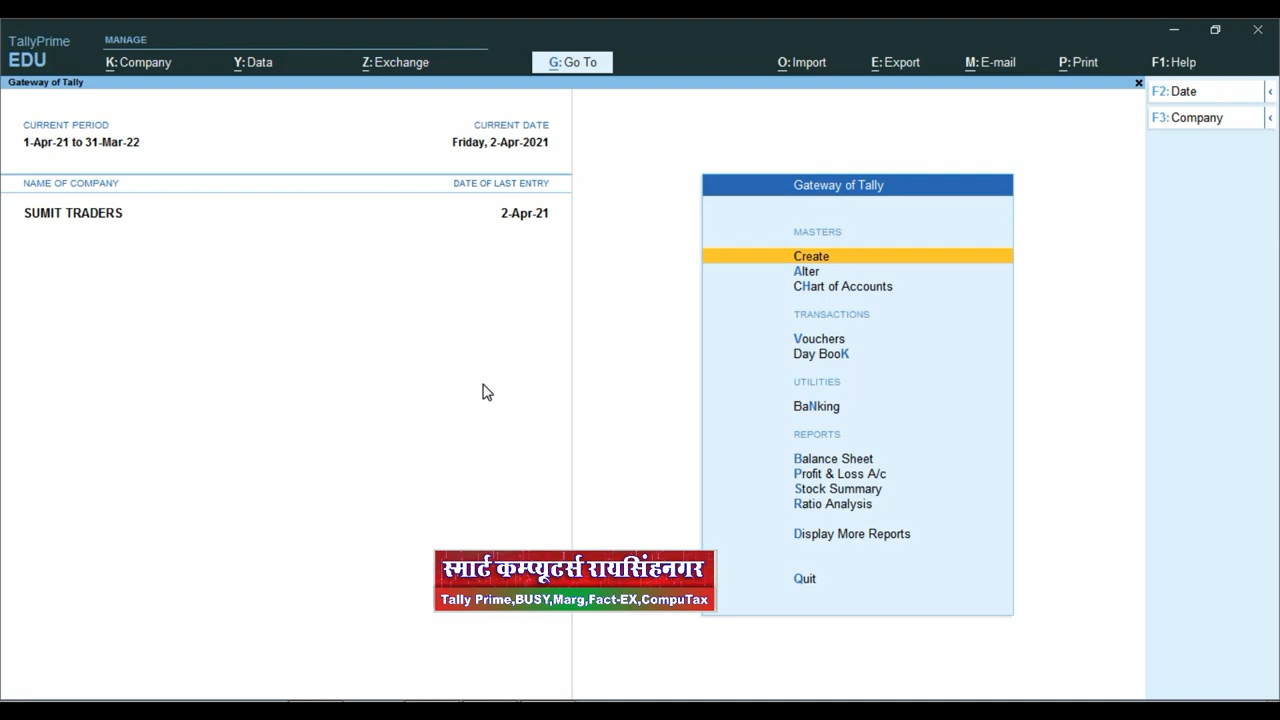 TallyPrime
EDU
MANAGE
K: Company
Y: Data
Z: Exchange
G: Go To
O: Import
E: Export
M: E-mail
P: Print
F1: Help
Gateway of Tally
F2: Date
F3: Company
CURRENT PERIOD
CURRENT DATE
1-Apr-21 to 31-Mar-22
Friday, 2-Apr-2021
NAME OF COMPANY
DATE OF LAST ENTRY
SUMIT TRADERS
2-Apr-21
Gateway of Tally
MASTERS
Create
Alter
CHart of Accounts
TRANSACTIONS
Vouchers
Day BooK
UTILITIES
BaNking
REPORTS
Balance Sheet
Profit & Loss A/c
Stock Summary
Ratio Analysis
Display More Reports
Quit
स्मार्ट कम्प्यूटर्स रायसिंहनगर
Tally Prime,BUSY,Marg,Fact-EX,CompuTax